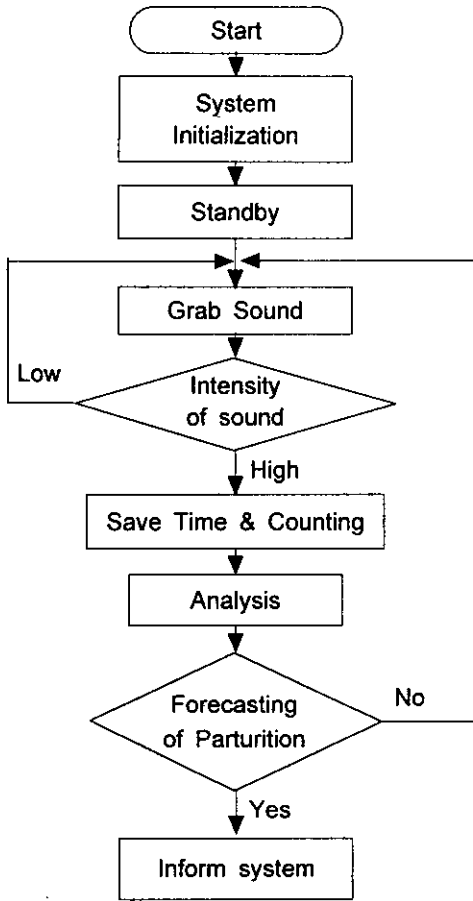 Start
System
Initialization
Standby
Grab Sound
Low
Intensity
of sound
High
Save Time & Counting
Analysis
Forecasting
of Parturition
No
Yes
Inform system